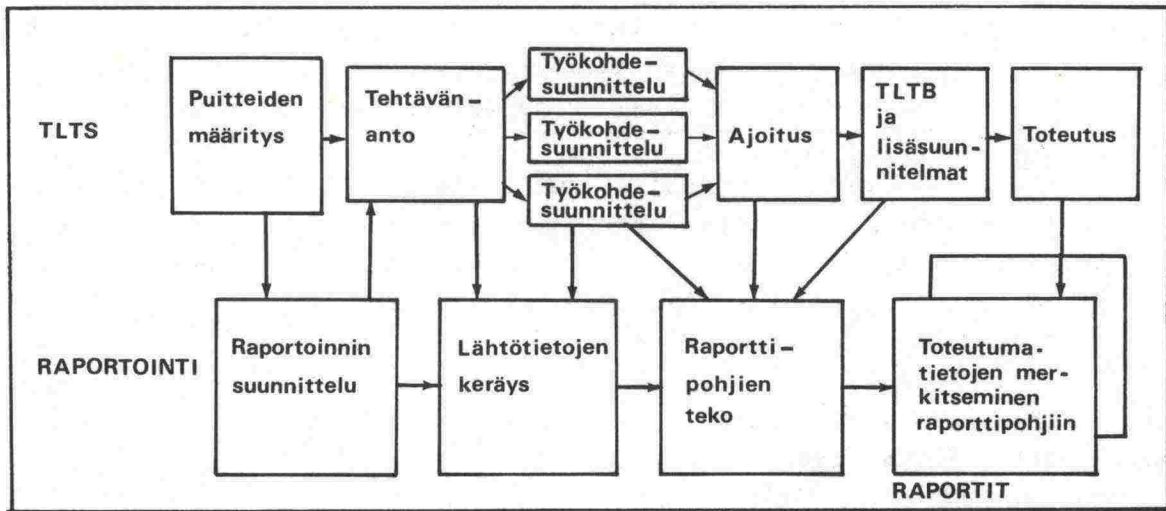 TLTS
Puitteiden
määritys
Tehtävän–
anto
Työkohde–
suunnittelu
Työkohde–
suunnittelu
Työkohde–
suunnittelu
Ajoitus
TLTB
ja
lisäsuun–
nitelmat
Toteutus
RAPORTOINTI
Raportoinnin
suunnittelu
Lähtötietojen
keräys
Raportti–
pohjien
teko
Toteutuma-
tietojen mer-
kitseminen
raporttipohjiin
RAPORTIT